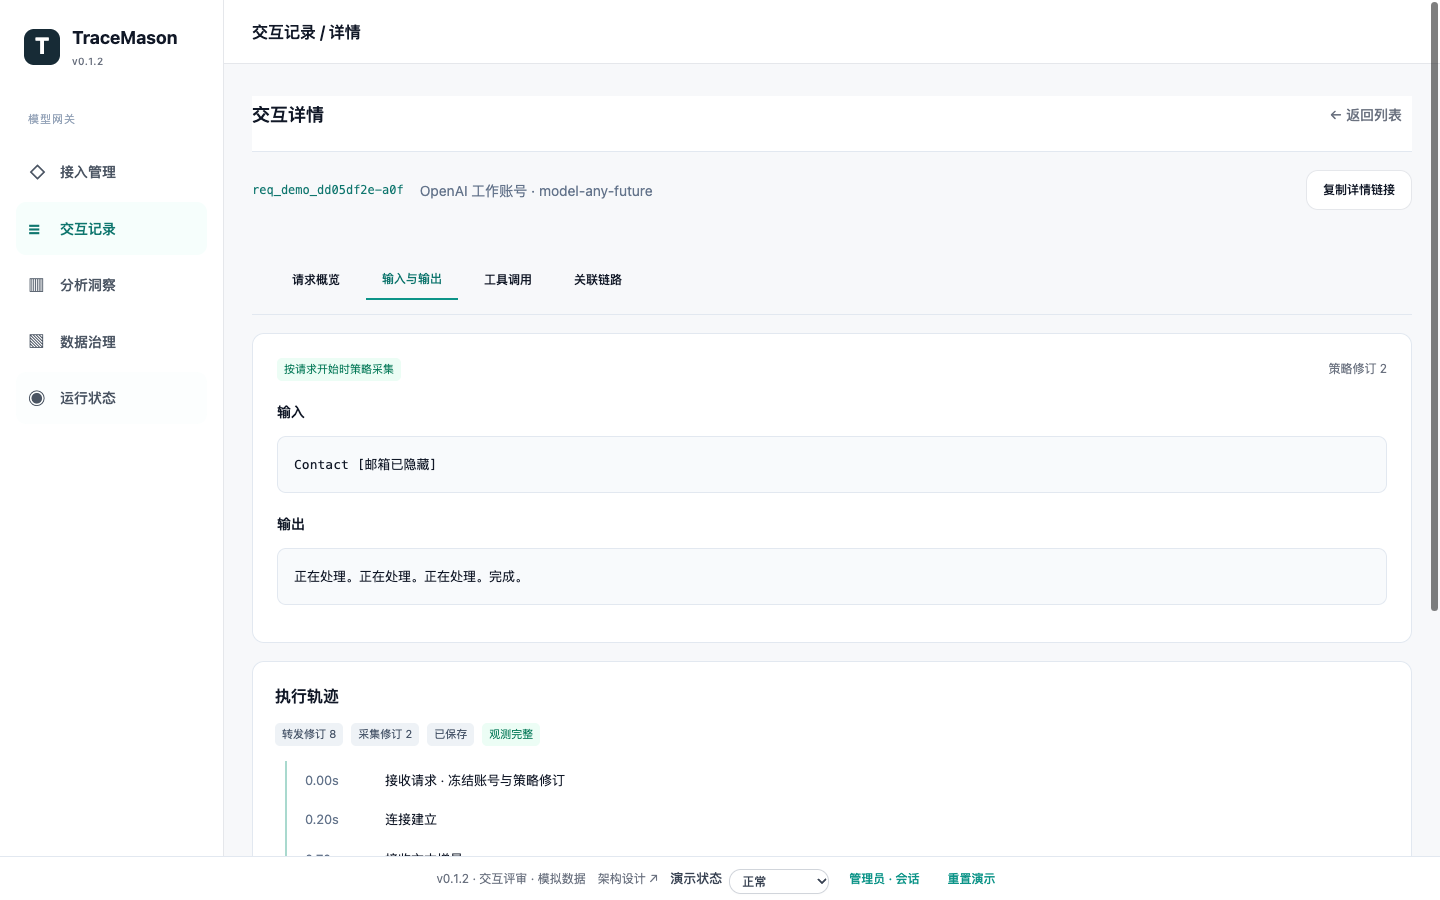 T
TraceMason
v0.1.2
模型网关
接入管理
交互记录
分析洞察
数据治理
运行状态
交互记录 / 详情
交互详情
← 返回列表
req_demo_dd05df2e-a0f
OpenAI 工作账号 · model-any-future
复制详情链接
请求概览
输入与输出
工具调用
关联链路
按请求开始时策略采集
策略修订 2
输入
Contact [邮箱已隐藏]
输出
正在处理。正在处理。正在处理。完成。
执行轨迹
转发修订 8
采集修订 2
已保存
观测完整
0.00s 接收请求 · 冻结账号与策略修订
0.20s 连接建立
v0.1.2 · 交互评审 · 模拟数据 架构设计 ↗ 演示状态 正常 管理员 · 会话 重置演示